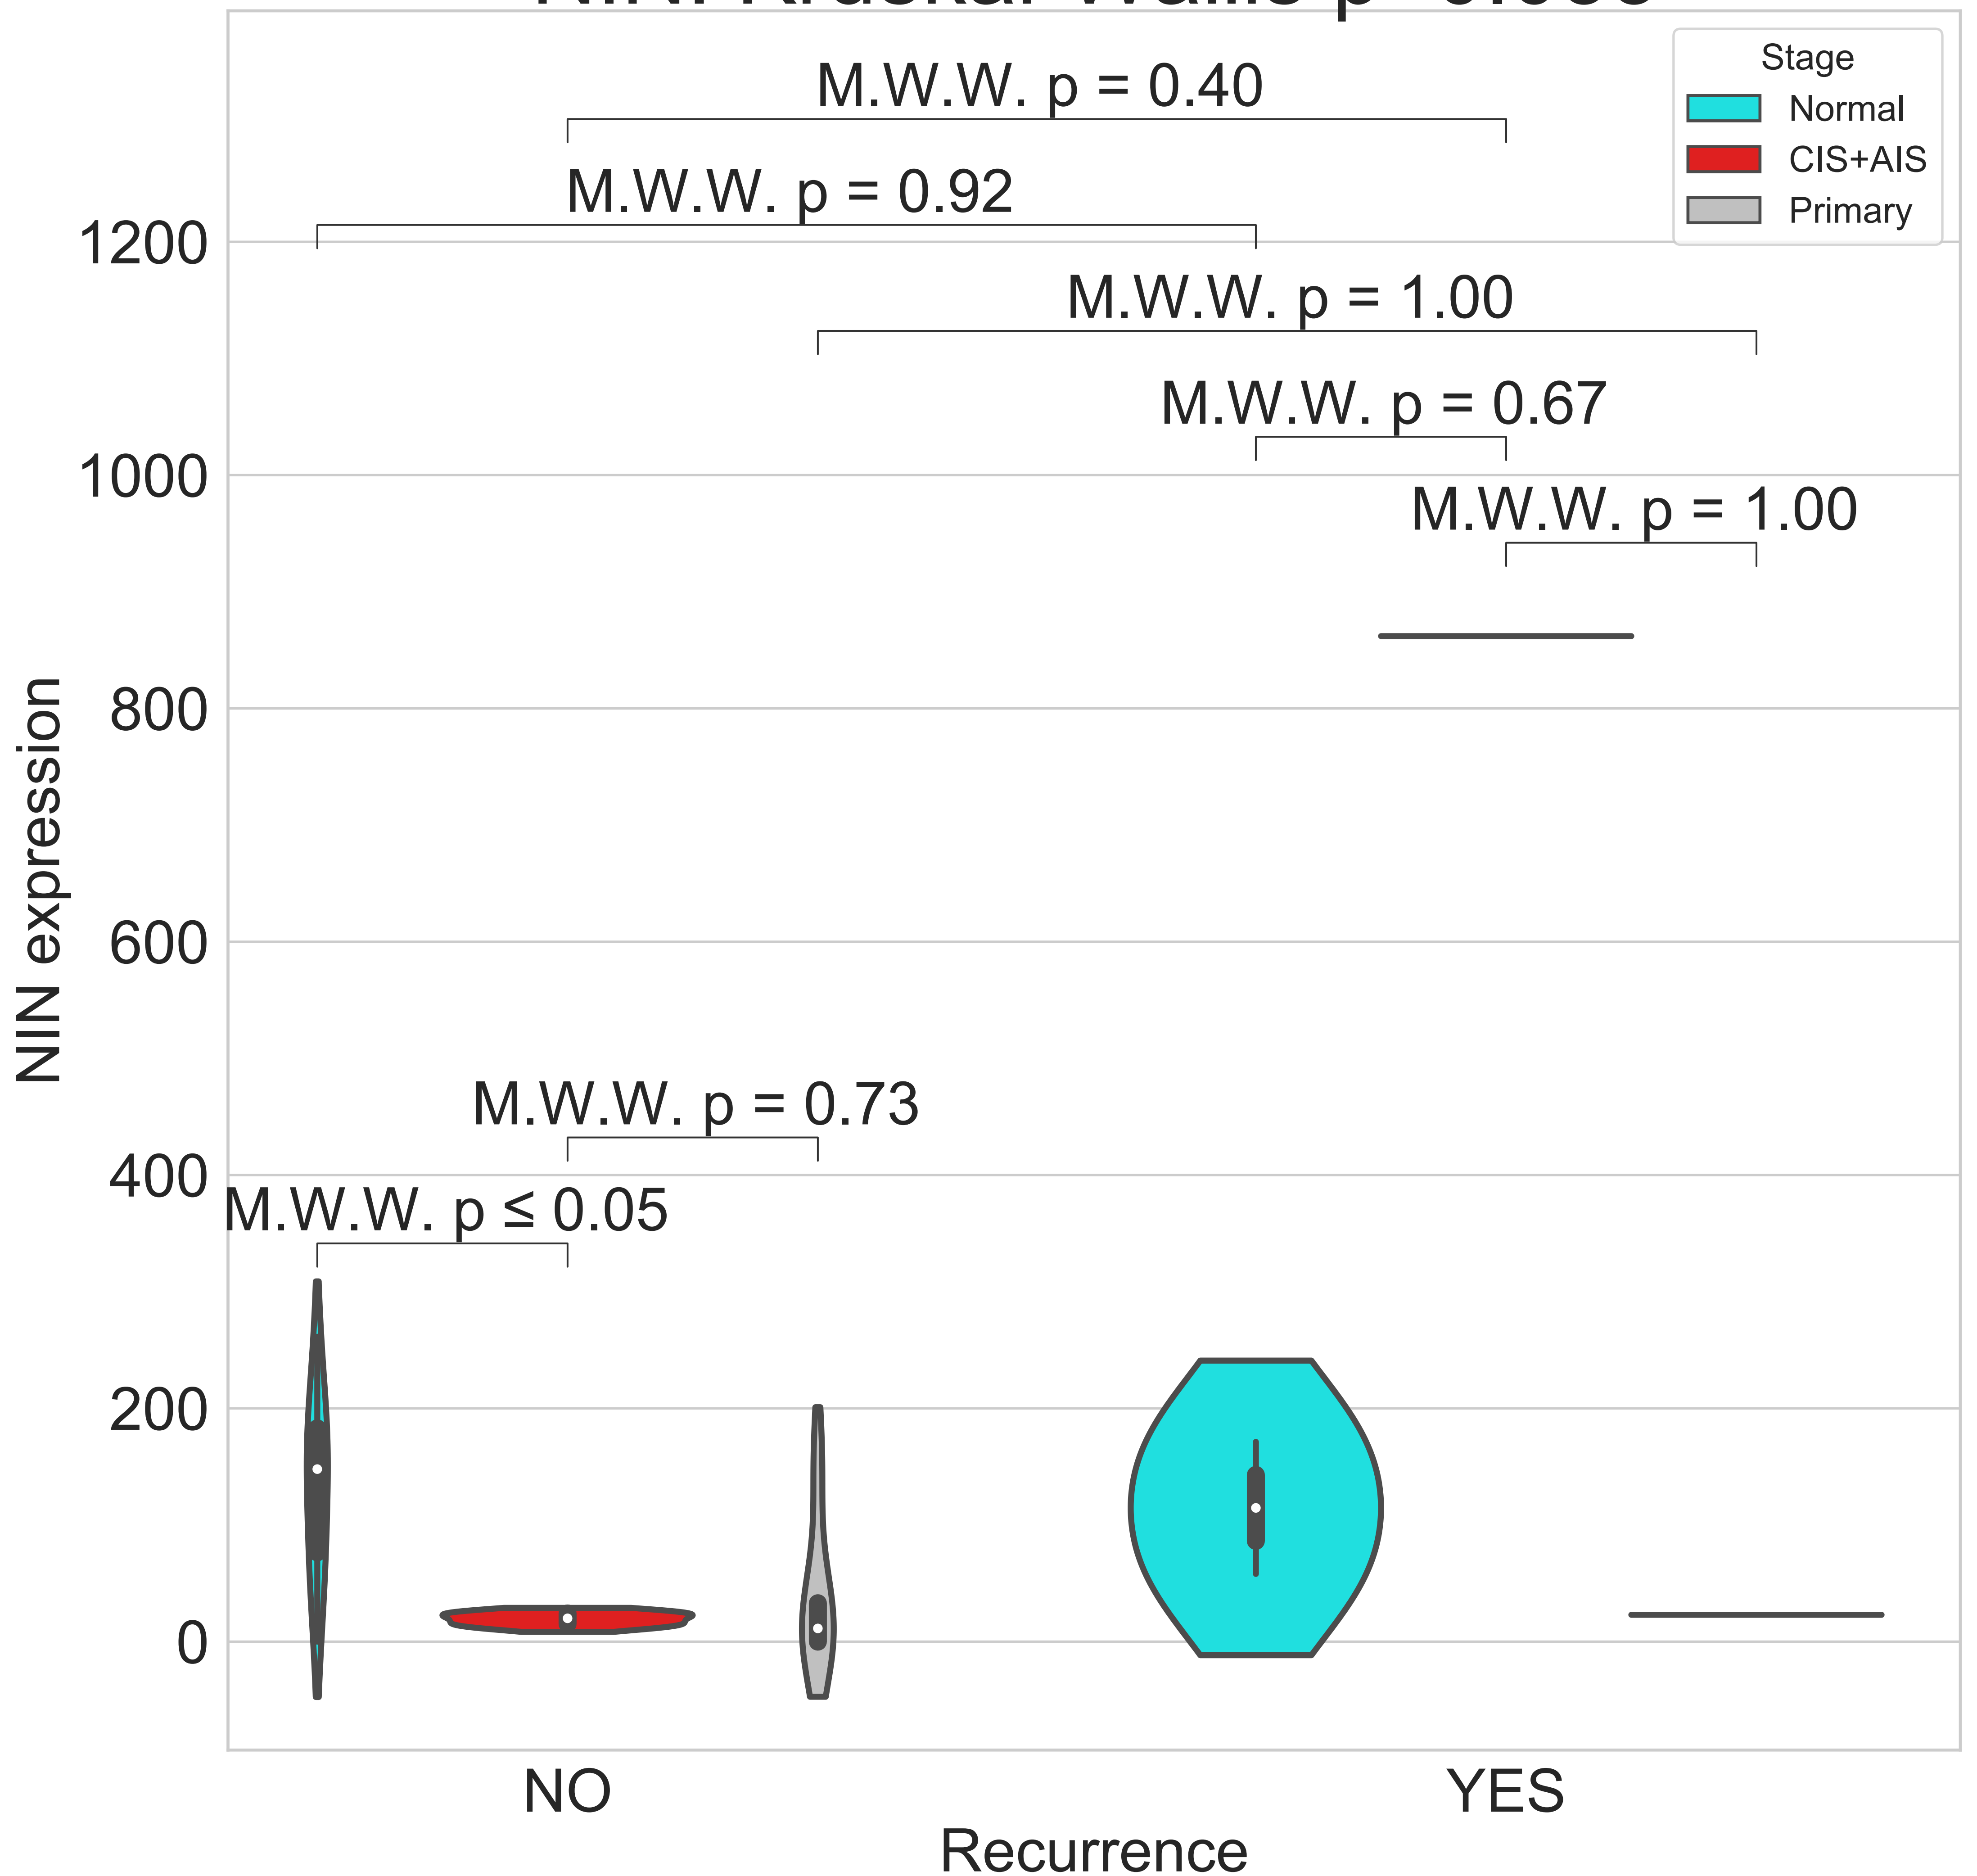 Stage
Normal
CIS+AIS
Primary
M.W.W. p = 0.40
M.W.W. p = 0.92
M.W.W. p = 1.00
M.W.W. p = 0.67
M.W.W. p = 1.00
M.W.W. p = 0.73
M.W.W. p ≤ 0.05
1200
1000
800
600
400
200
0
NIN expression
NO
YES
Recurrence